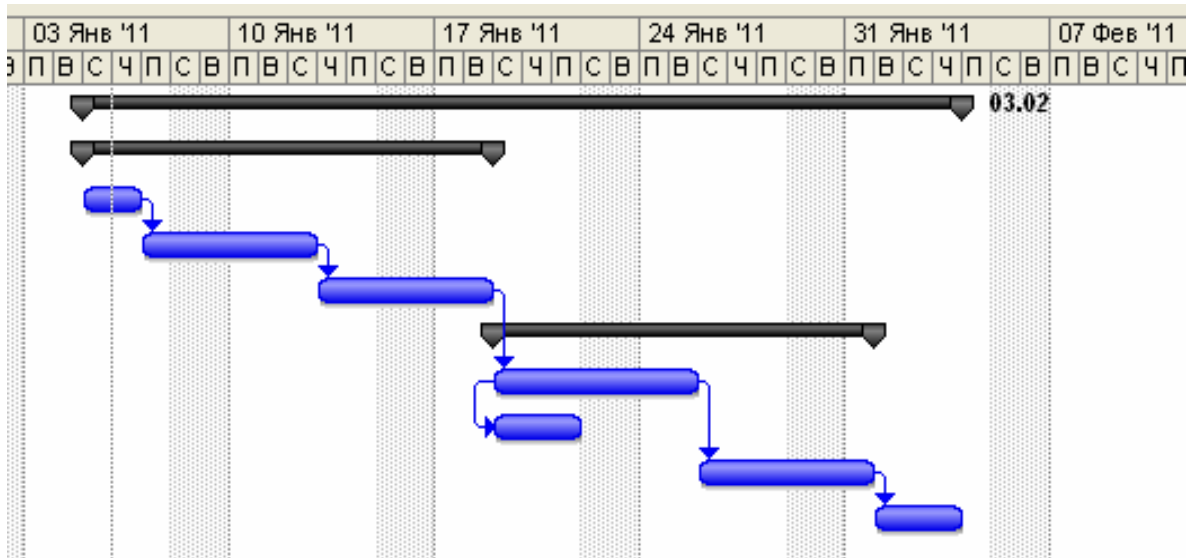 03 Янв '11 10 Янв '11 17 Янв '11 24 Янв '11 31 Янв '11 07 Фев '11
В П В С Ч П С В П В С Ч П С В П В С Ч П С В П В С Ч П С В П В С Ч П С В П В С Ч П
03.02